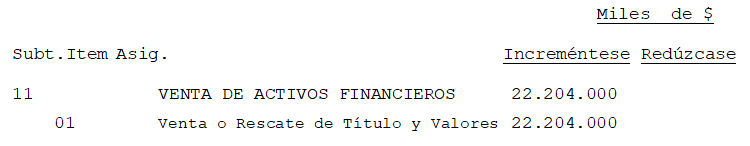 Miles de $
Subt.Item Asig. Increméntese Redúzcase
11 VENTA DE ACTIVOS FINANCIEROS 22.204.000
01 Venta o Rescate de Título y Valores 22.204.000